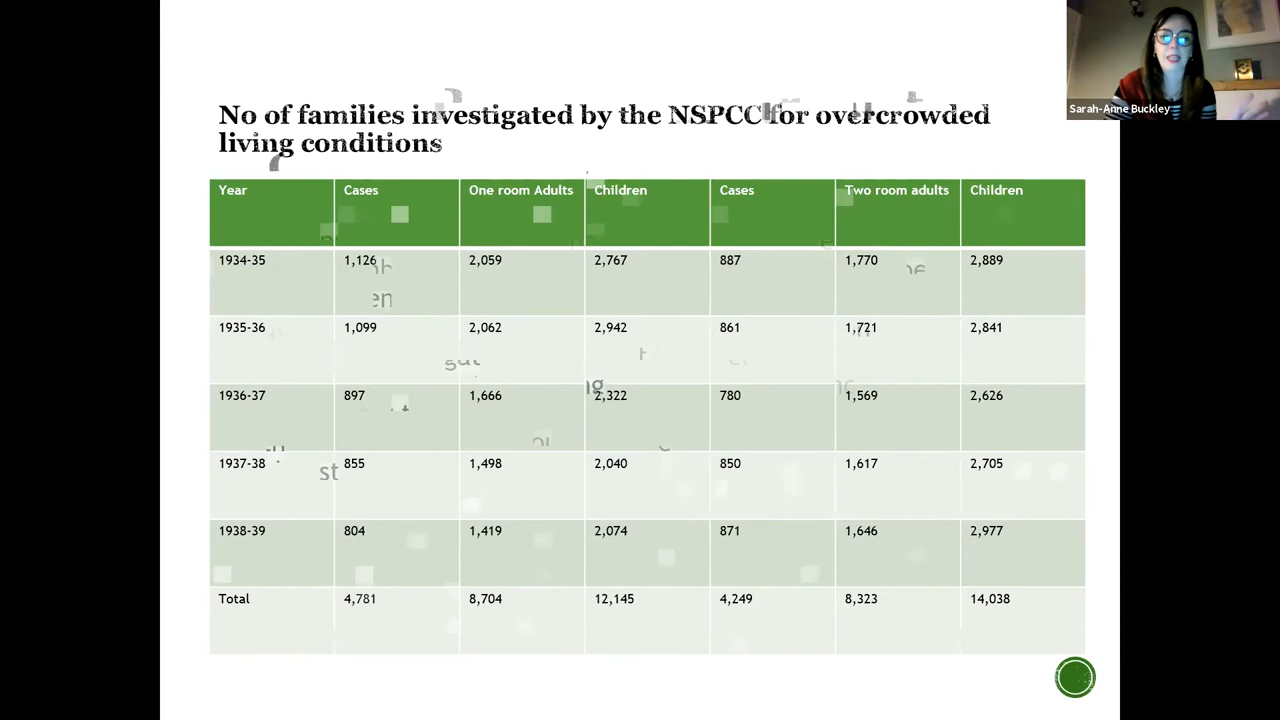 Sarah-Anne Buckley
No of families investigated by the NSPCC for overcrowded
living conditions
Year Cases One room Adults Children Cases Two room adults Children
1934-35 1,126 2,059 2,767 887 1,770 2,889
1935-36 1,099 2,062 2,942 861 1,721 2,841
1936-37 897 1,666 2,322 780 1,569 2,626
1937-38 855 1,498 2,040 850 1,617 2,705
1938-39 804 1,419 2,074 871 1,646 2,977
Total 4,781 8,704 12,145 4,249 8,323 14,038